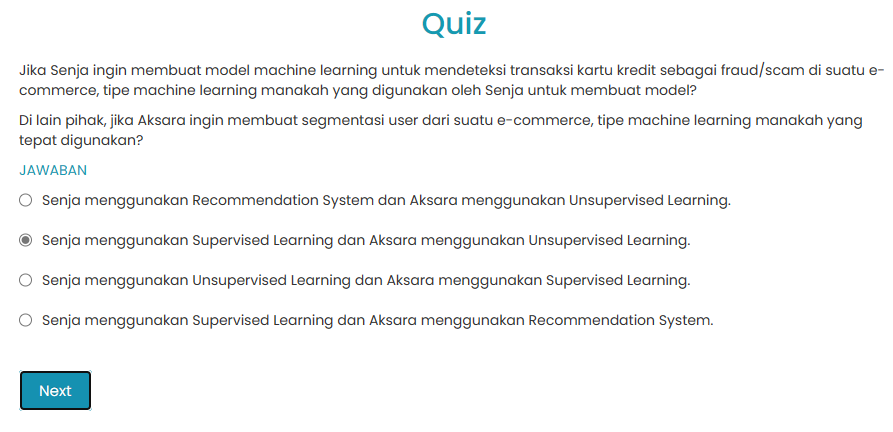 Quiz
Jika Senja ingin membuat model machine learning untuk mendeteksi transaksi kartu kredit sebagai fraud/scam di suatu e-
commerce, tipe machine learning manakah yang digunakan oleh Senja untuk membuat model?
Di lain pihak, jika Aksara ingin membuat segmentasi user dari suatu e-commerce, tipe machine learning manakah yang
tepat digunakan?
JAWABAN
Senja menggunakan Recommendation System dan Aksara menggunakan Unsupervised Learning.
Senja menggunakan Supervised Learning dan Aksara menggunakan Unsupervised Learning.
Senja menggunakan Unsupervised Learning dan Aksara menggunakan Supervised Learning.
Senja menggunakan Supervised Learning dan Aksara menggunakan Recommendation System.
Next